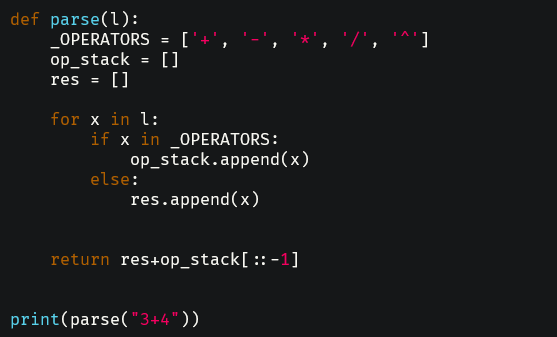 def parse(l):
    _OPERATORS = ['+', '-', '*', '/', '^']
    op_stack = []
    res = []

    for x in l:
        if x in _OPERATORS:
            op_stack.append(x)
        else:
            res.append(x)


    return res+op_stack[::-1]


print(parse("3+4"))